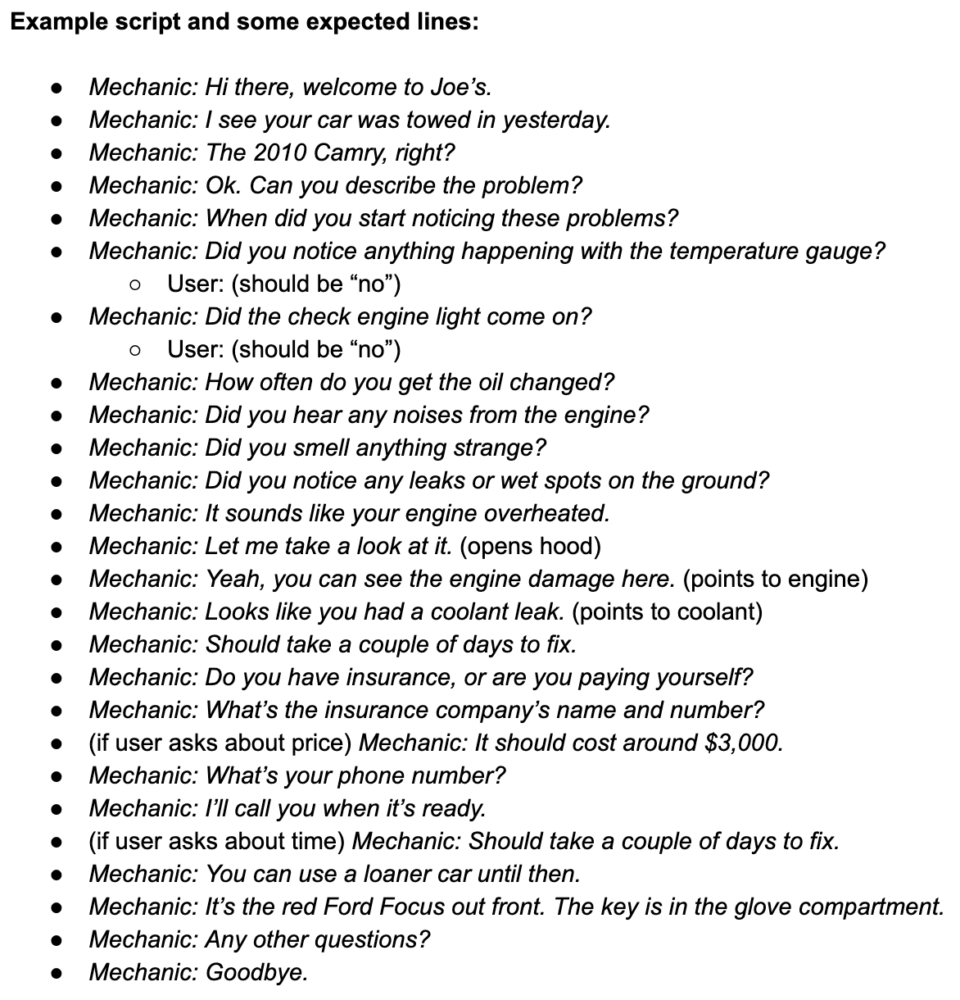 Example script and some expected lines:
● Mechanic: Hi there, welcome to Joe’s.
● Mechanic: I see your car was towed in yesterday.
● Mechanic: The 2010 Camry, right?
● Mechanic: Ok. Can you describe the problem?
● Mechanic: When did you start noticing these problems?
● Mechanic: Did you notice anything happening with the temperature gauge?
○ User: (should be “no”)
● Mechanic: Did the check engine light come on?
○ User: (should be “no”)
● Mechanic: How often do you get the oil changed?
● Mechanic: Did you hear any noises from the engine?
● Mechanic: Did you smell anything strange?
● Mechanic: Did you notice any leaks or wet spots on the ground?
● Mechanic: It sounds like your engine overheated.
● Mechanic: Let me take a look at it. (opens hood)
● Mechanic: Yeah, you can see the engine damage here. (points to engine)
● Mechanic: Looks like you had a coolant leak. (points to coolant)
● Mechanic: Should take a couple of days to fix.
● Mechanic: Do you have insurance, or are you paying yourself?
● Mechanic: What’s the insurance company’s name and number?
● (if user asks about price) Mechanic: It should cost around $3,000.
● Mechanic: What’s your phone number?
● Mechanic: I’ll call you when it’s ready.
● (if user asks about time) Mechanic: Should take a couple of days to fix.
● Mechanic: You can use a loaner car until then.
● Mechanic: It’s the red Ford Focus out front. The key is in the glove compartment.
● Mechanic: Any other questions?
● Mechanic: Goodbye.